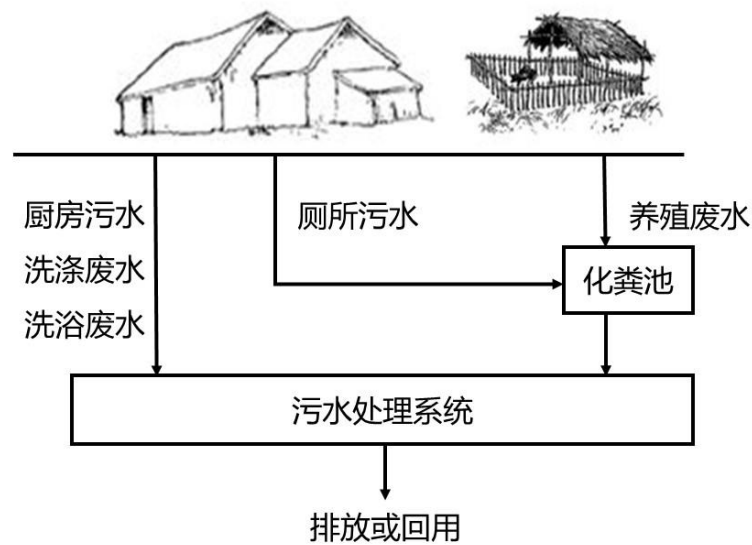 厨房污水
洗涤废水
洗浴废水
厕所污水
养殖废水
化粪池
污水处理系统
排放或回用